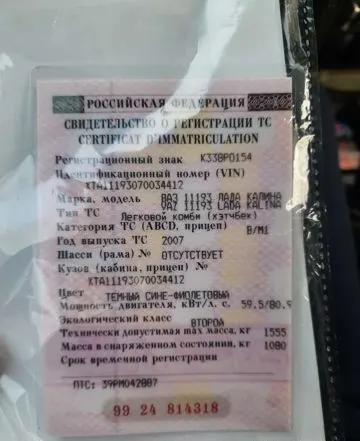 РОССИЙСКАЯ ФЕДЕРАЦИЯ
СВИДЕТЕЛЬСТВО О РЕГИСТРАЦИИ ТС
CERTIFICAT D'IMMATRICULATION
Регистрационный знак К338РО154
Идентификационный номер (VIN)
XTA11193070034412
Марка, модель ВАЗ 11193 ЛАДА КАЛИНА
VAZ 11193 LADA KALINA
Тип ТС Легковой комби (хэтчбек)
Категория ТС (ABCD, прицеп) B/M1
Год выпуска ТС 2007
Шасси (рама) № ОТСУТСТВУЕТ
Кузов (кабина, прицеп) №
XTA11193070034412
Цвет ТЕМНЫЙ СИНЕ-ФИОЛЕТОВЫЙ
Мощность двигателя, кВт/л. с. 59.5/80.9
Экологический класс ВТОРОЙ
Технически допустимая max масса, кг 1555
Масса в снаряженном состоянии, кг 1080
Срок временной регистрации
ПТС: 39РМ042887
99 24 814318